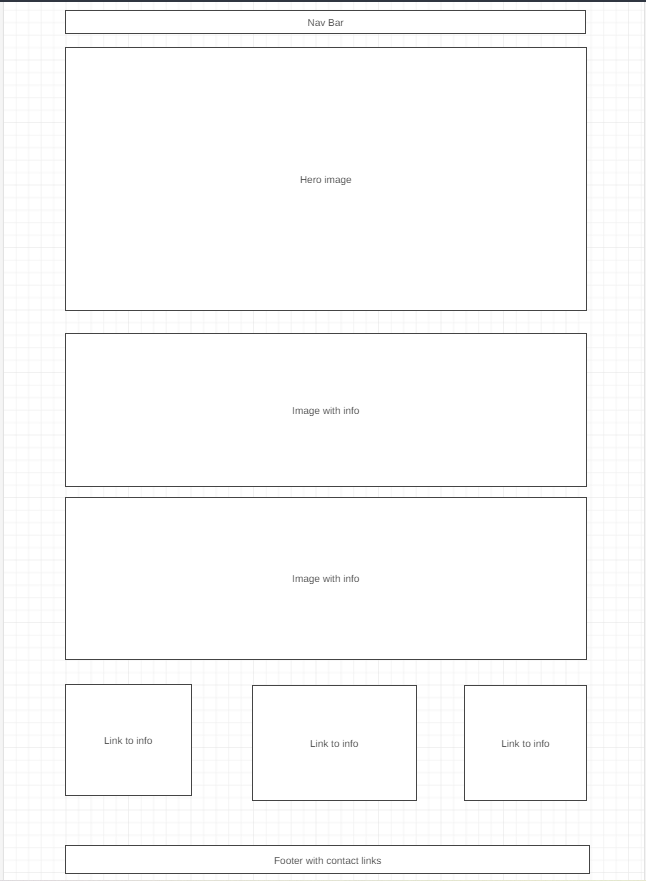 Nav Bar
Hero image
Image with info
Image with info
Link to info
Link to info
Link to info
Footer with contact links